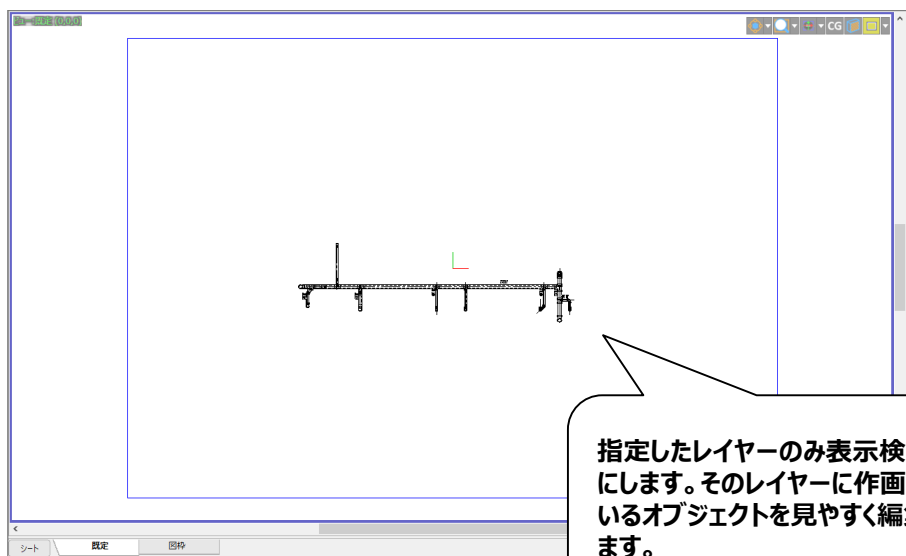 CG
指定したレイヤーのみ表示検
にします。そのレイヤーに作画
いるオブジェクトを見やすく編集
ます。
シート
既定
図枠